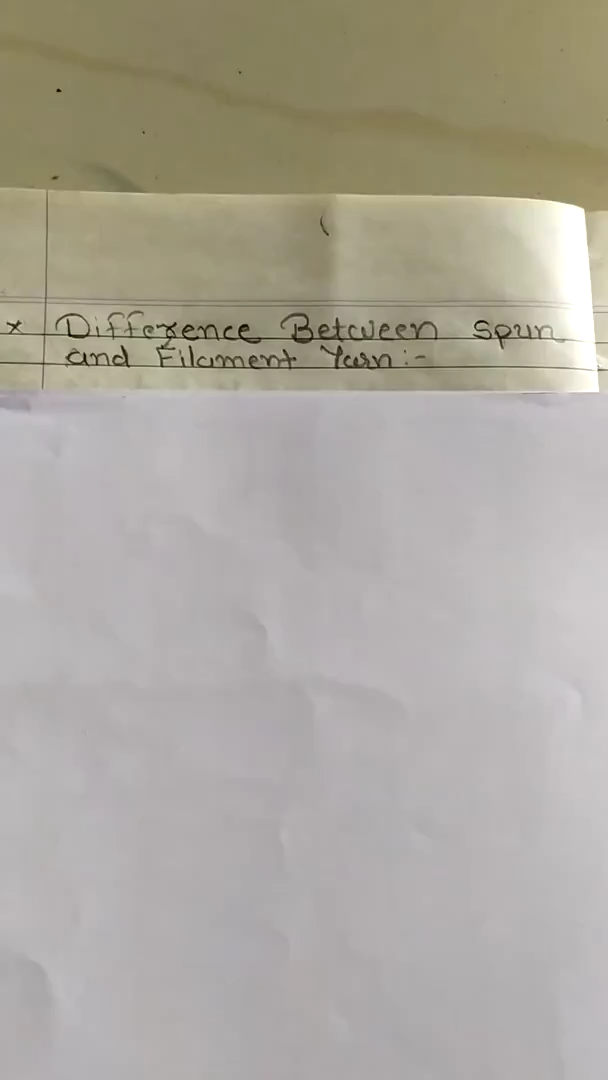 × Difference Between Spun
and Filament Yarn :-